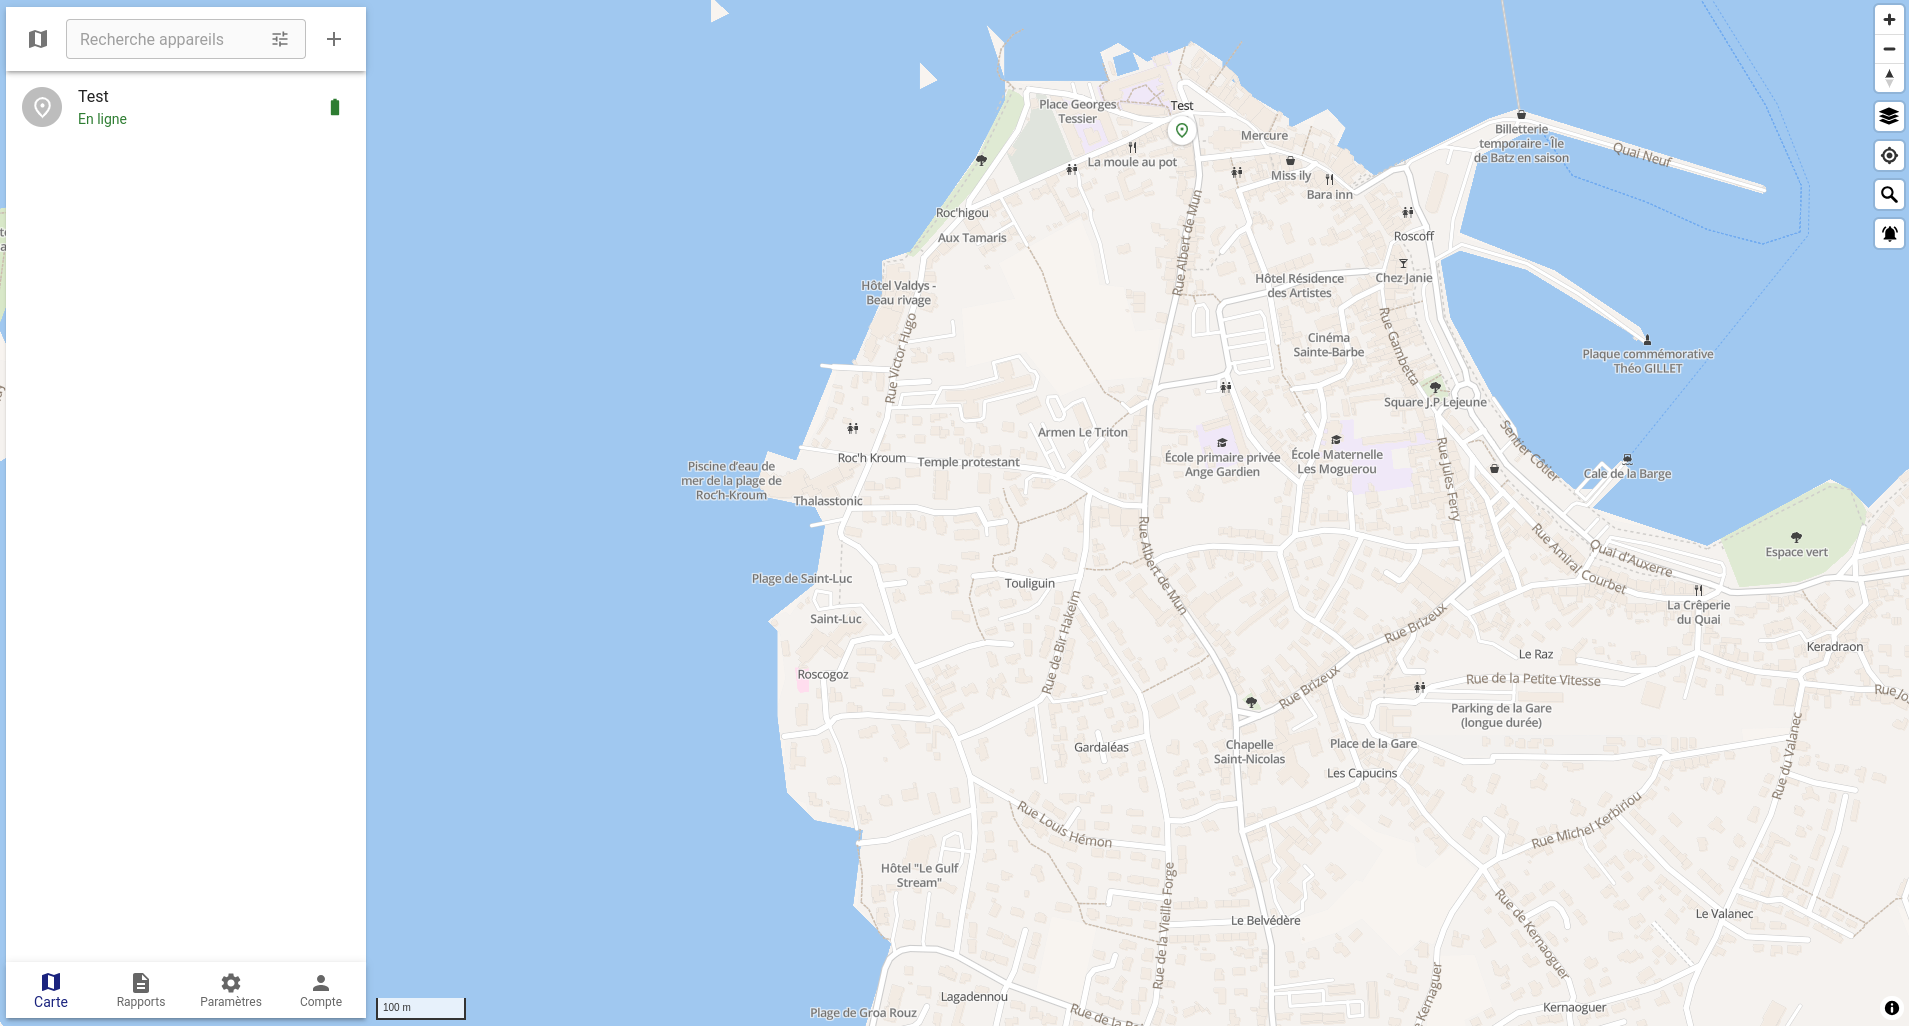 Recherche appareils
Test
En ligne
Carte
Rapports
Paramètres
Compte
100 m
Place Georges
Tessier
Test
La moule au pot
Mercure
Miss ily
Bara inn
Billetterie
temporaire - Île
de Batz en saison
Quai Neuf
Roc'higou
Aux Tamaris
Rue Albert de Mun
Roscoff
Chez Janie
Hôtel Valdys -
Beau rivage
Hôtel Résidence
des Artistes
Rue Victor Hugo
Cinéma
Sainte-Barbe
Rue Gambetta
Plaque commémorative
Théo GILLET
Square J.P Lejeune
Armen Le Triton
Roc'h Kroum
Temple protestant
École primaire privée
Ange Gardien
École Maternelle
Les Moguerou
Rue Jules Ferry
Sentier Côtier
Cale de la Barge
Piscine d'eau de
mer de la plage de
Roc'h-Kroum
Thalasstonic
Rue Albert de Mun
Rue Amiral Courbet
Quai d'Auxerre
Espace vert
Plage de Saint-Luc
Touliguin
Saint-Luc
Rue de Bir Hakeim
Rue Brizeux
La Crêperie
du Quai
Keradraon
Le Raz
Roscogoz
Rue Brizeux
Rue de la Petite Vitesse
Rue Jo
Parking de la Gare
(longue durée)
Gardaléas
Chapelle
Saint-Nicolas
Place de la Gare
Les Capucins
Rue du Valanec
Rue Louis Hémon
Rue Michel Kerbiriou
Hôtel "Le Gulf
Stream"
Rue de la Vieille Forge
Le Belvédère
Rue de Kernaoguer
Le Valanec
Lagadennou
Plage de Groa Rouz
Rue de la
Kernaoguer